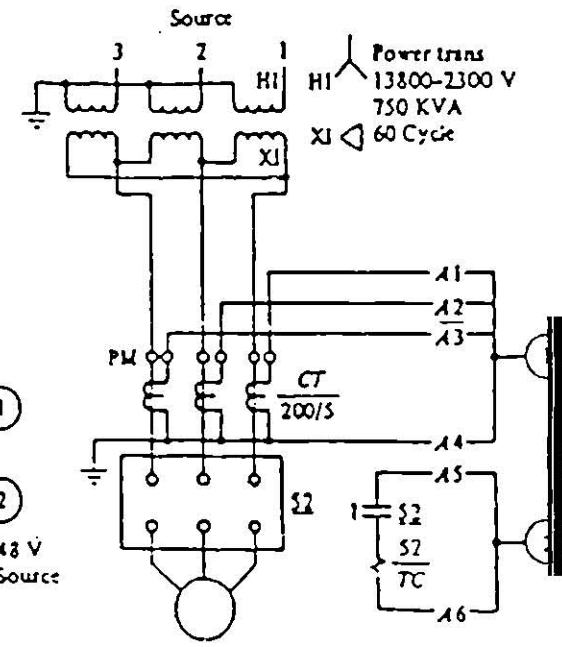 Source
3 2 1
H1 H1 Power trans
13800-2300 V
750 KVA
X1 60 Cycle
X1
A1
A2
A3
PM
CT
200/5
1
A4
A5
2
52
1 52
48 V
Source
52
TC
A6